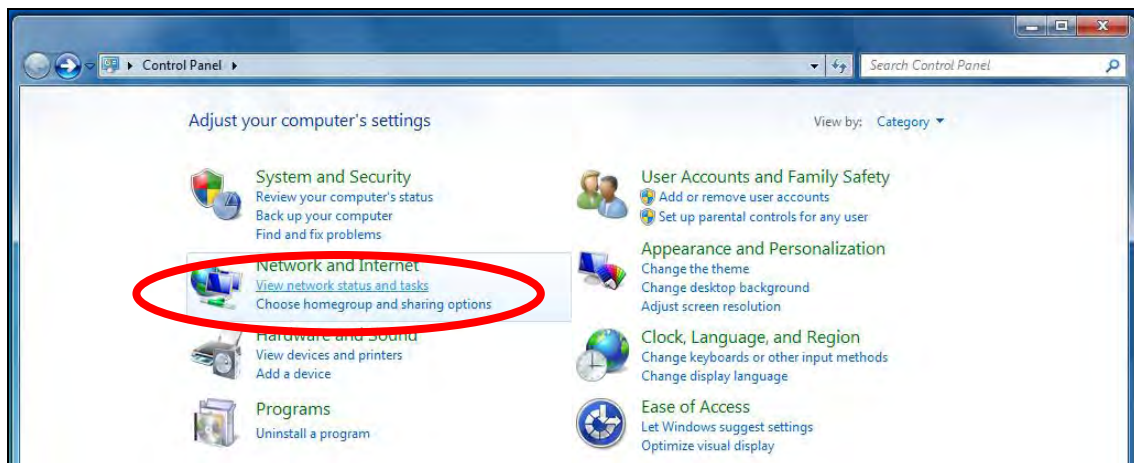 Control Panel
Search Control Panel
Adjust your computer's settings
View by: Category
System and Security
Review your computer's status
Back up your computer
Find and fix problems
Network and Internet
View network status and tasks
Choose homegroup and sharing options
Hardware and Sound
View devices and printers
Add a device
Programs
Uninstall a program
User Accounts and Family Safety
Add or remove user accounts
Set up parental controls for any user
Appearance and Personalization
Change the theme
Change desktop background
Adjust screen resolution
Clock, Language, and Region
Change keyboards or other input methods
Change display language
Ease of Access
Let Windows suggest settings
Optimize visual display